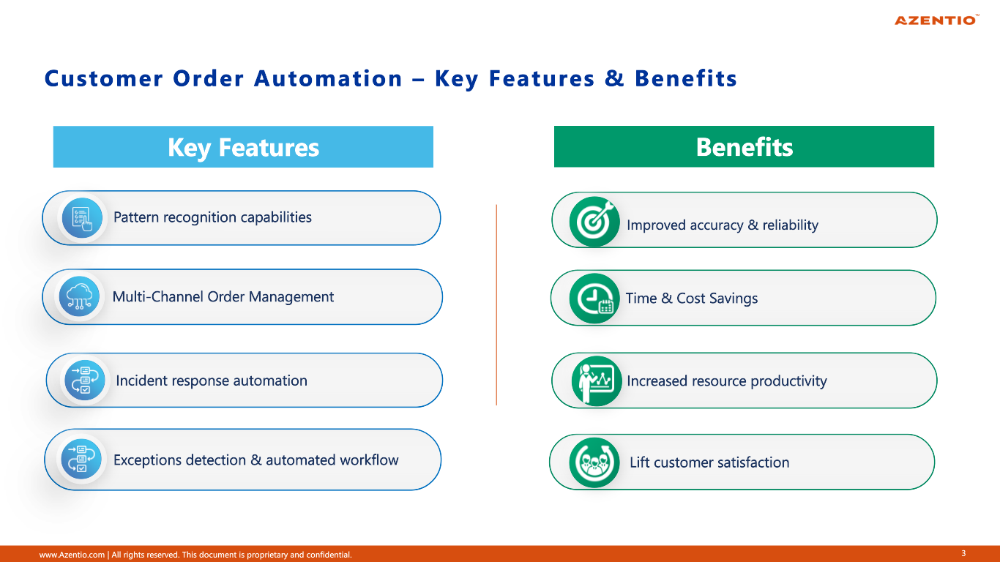 AZENTIO™
Customer Order Automation – Key Features & Benefits
Key Features
Pattern recognition capabilities
Multi-Channel Order Management
Incident response automation
Exceptions detection & automated workflow
Benefits
Improved accuracy & reliability
Time & Cost Savings
Increased resource productivity
Lift customer satisfaction
www.Azentio.com | All rights reserved. This document is proprietary and confidential.
3